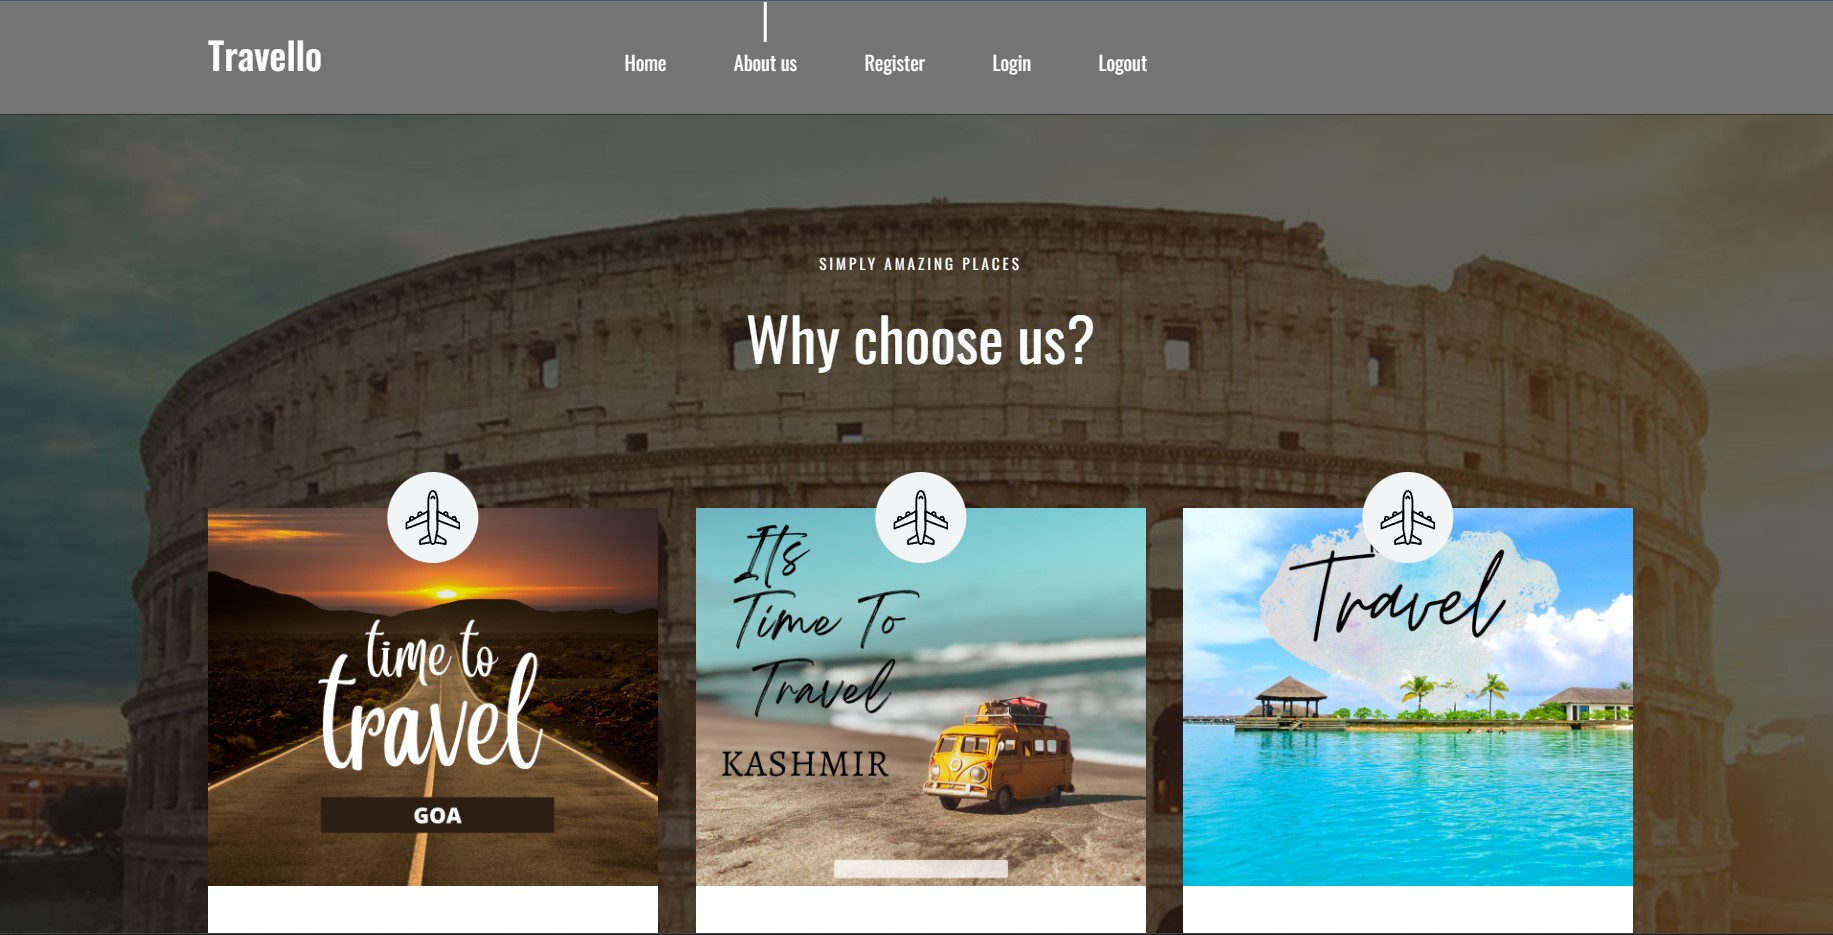 Travello
Home
About us
Register
Login
Logout
SIMPLY AMAZING PLACES
Why choose us?
time to
travel
GOA
Its
Time To
Travel
KASHMIR
Travel